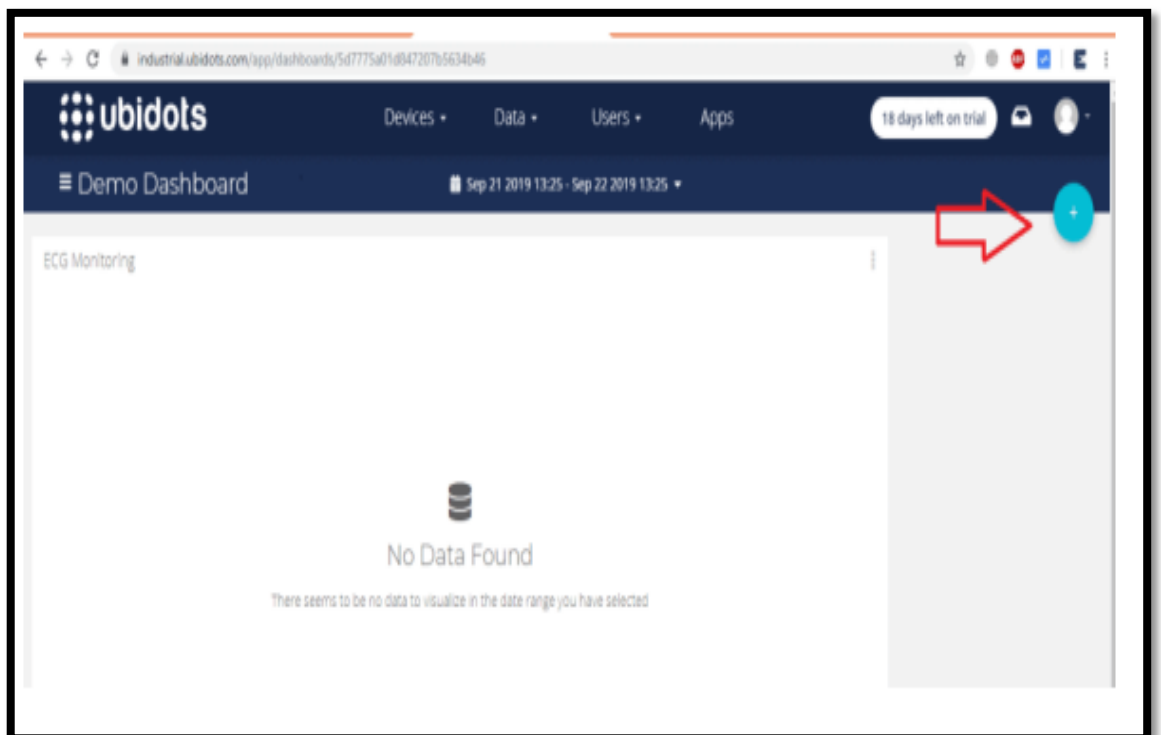 industrial.ubidots.com/app/dashboards/5d7775a01d847207b5634b46
ubidots Devices Data Users Apps 18 days left on trial
Demo Dashboard Sep 21 2019 13:25 - Sep 22 2019 13:25
+
ECG Monitoring
No Data Found
There seems to be no data to visualize in the date range you have selected